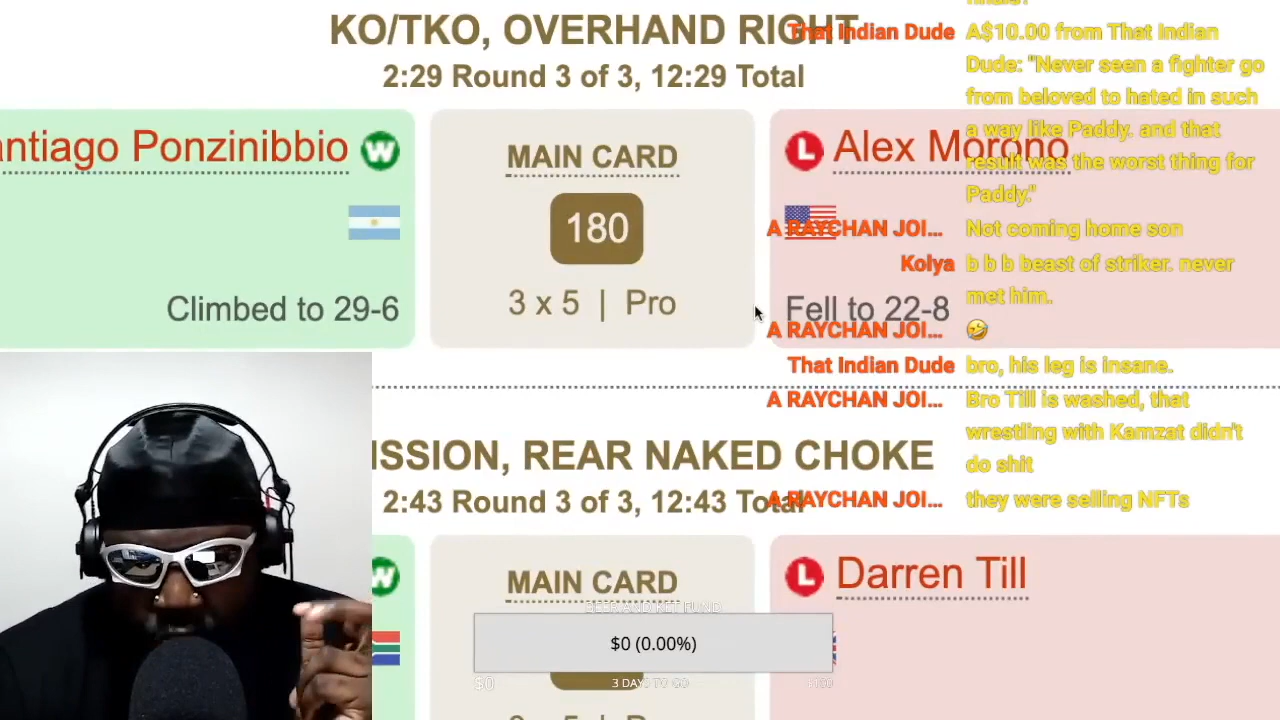 KO/TKO, OVERHAND RIGHT
2:29 Round 3 of 3, 12:29 Total
ntiago Ponzinibbio W
MAIN CARD
180
3 x 5 | Pro
Climbed to 29-6
L Alex Morono
Fell to 22-8
ISSION, REAR NAKED CHOKE
2:43 Round 3 of 3, 12:43 Total
W
MAIN CARD
L Darren Till
BEER AND KET FUND
$0 (0.00%)
$0
3 DAYS TO GO
That Indian Dude A$10.00 from That Indian
Dude: "Never seen a fighter go
from beloved to hated in such
a way like Paddy. and that
result was the worst thing for
Paddy."
A RAYCHAN JOI... Not coming home son
Kolya b b b beast of striker. never
met him.
A RAYCHAN JOI... 🤣
That Indian Dude bro, his leg is insane.
A RAYCHAN JOI... Bro Till is washed, that
wrestling with Kamzat didn't
do shit
A RAYCHAN JOI... they were selling NFTs